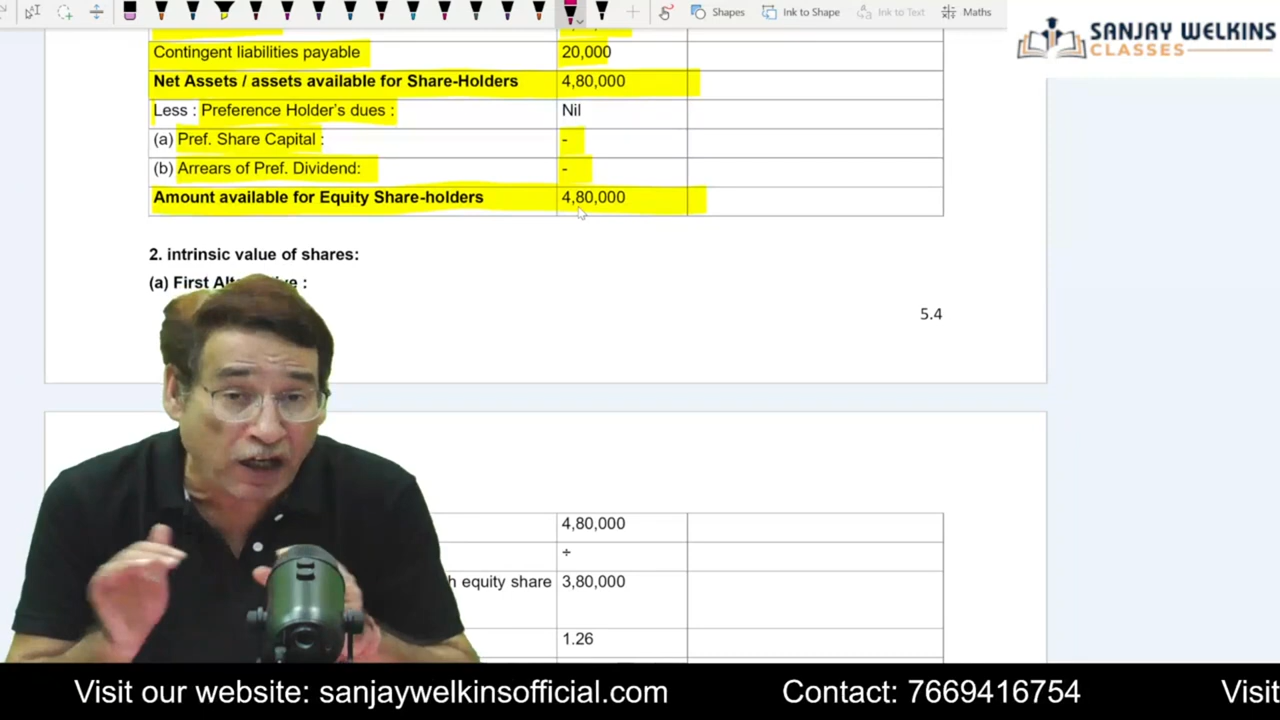 Shapes Ink to Shape Ink to Text Maths
SANJAY WELKINS
CLASSES
Contingent liabilities payable 20,000
Net Assets / assets available for Share-Holders 4,80,000
Less : Preference Holder's dues : Nil
(a) Pref. Share Capital : -
(b) Arrears of Pref. Dividend: -
Amount available for Equity Share-holders 4,80,000
2. intrinsic value of shares:
(a) First :
5.4
4,80,000
÷
equity share 3,80,000
1.26
Visit our website: sanjaywelkinsofficial.com Contact: 7669416754 Visit